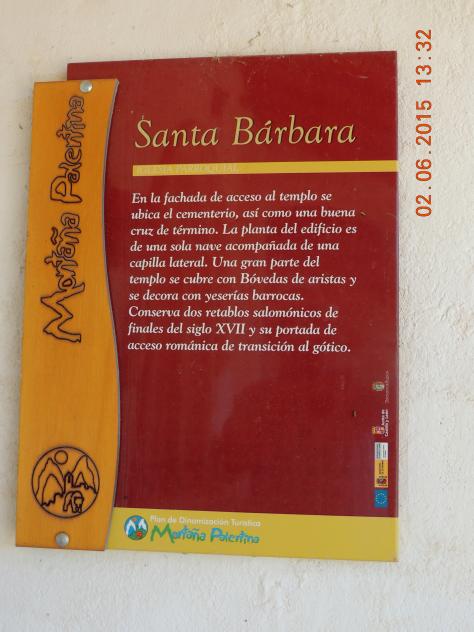 02.06.2015 13:32
Montaña Palentina
Santa Bárbara
IGLESIA PARROQUIAL
En la fachada de acceso al templo se
ubica el cementerio, así como una buena
cruz de término. La planta del edificio es
de una sola nave acompañada de una
capilla lateral. Una gran parte del
templo se cubre con Bóvedas de aristas y
se decora con yeserías barrocas.
Conserva dos retablos salomónicos de
finales del siglo XVII y su portada de
acceso románica de transición al gótico.
Junta de
Castilla y León
Plan de Dinamización Turística
Montaña Palentina